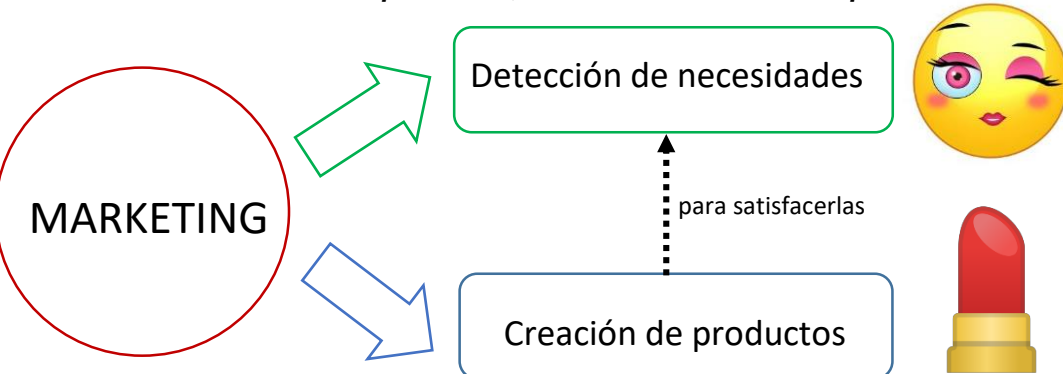 Detección de necesidades
para satisfacerlas
MARKETING
Creación de productos